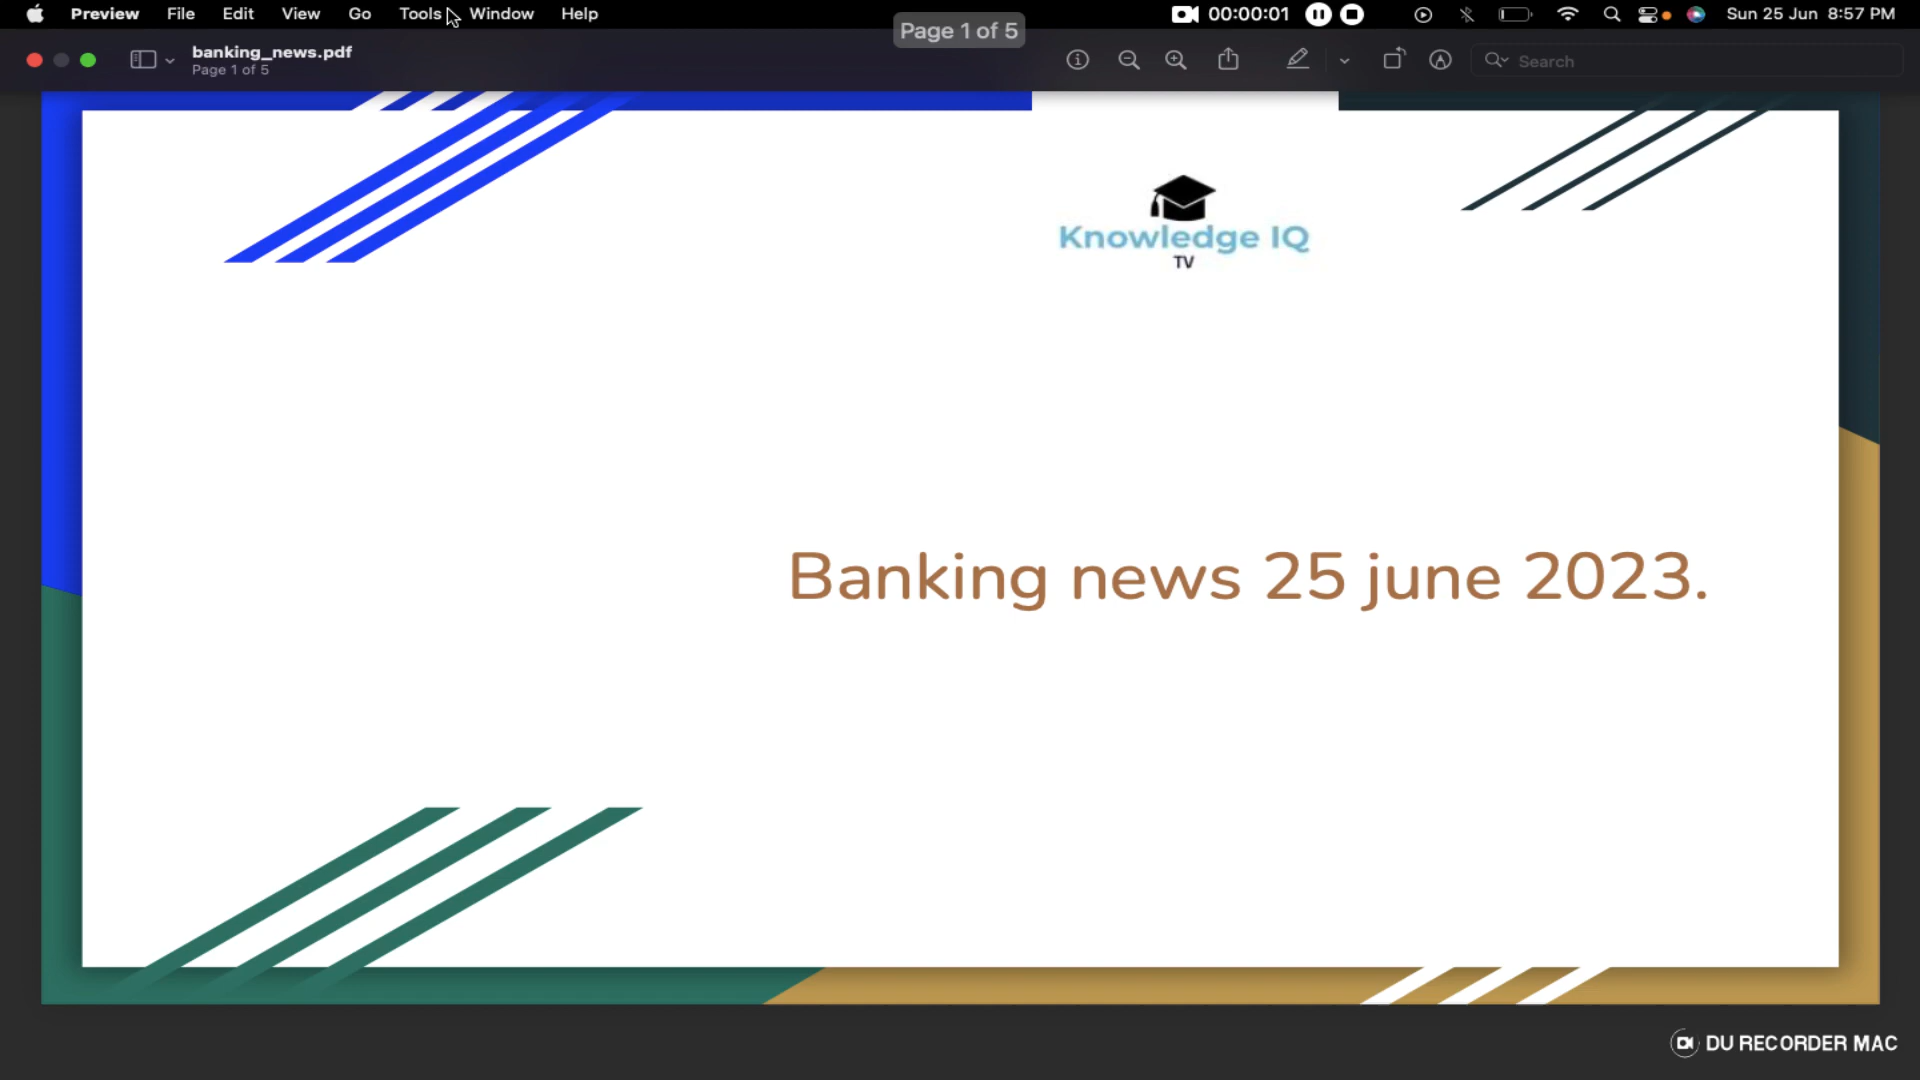 Preview File Edit View Go Tools Window Help
00:00:01
Sun 25 Jun 8:57 PM
Page 1 of 5
banking_news.pdf
Page 1 of 5
Search
Knowledge IQ
TV
Banking news 25 june 2023.
DU RECORDER MAC